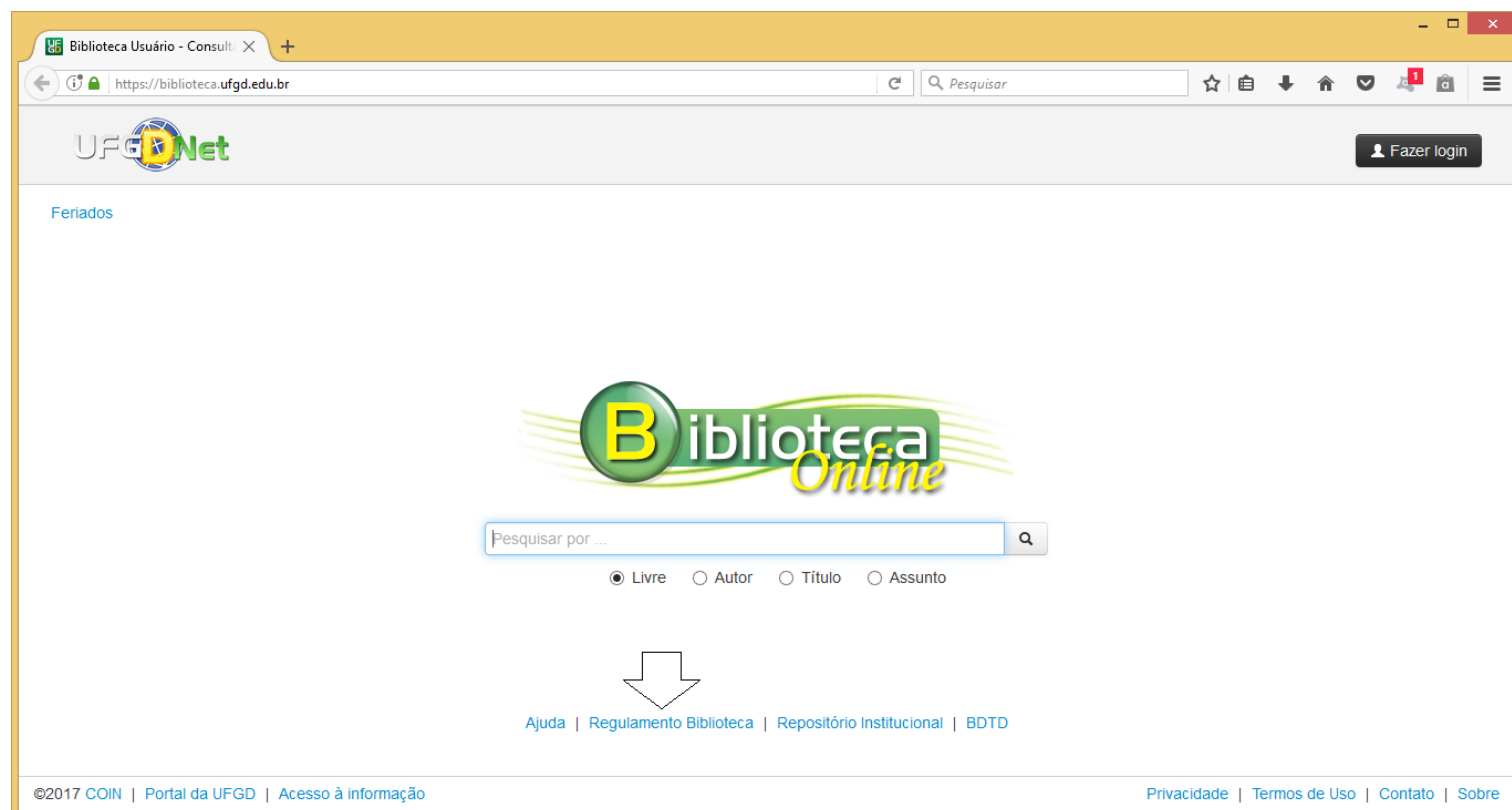 Biblioteca Usuário - Consult
https://biblioteca.ufgd.edu.br
Pesquisar
1
UFGDNet
Fazer login
Feriados
Biblioteca
Online
Pesquisar por ...
Livre Autor Título Assunto
Ajuda | Regulamento Biblioteca | Repositório Institucional | BDTD
©2017 COIN | Portal da UFGD | Acesso à informação
Privacidade | Termos de Uso | Contato | Sobre